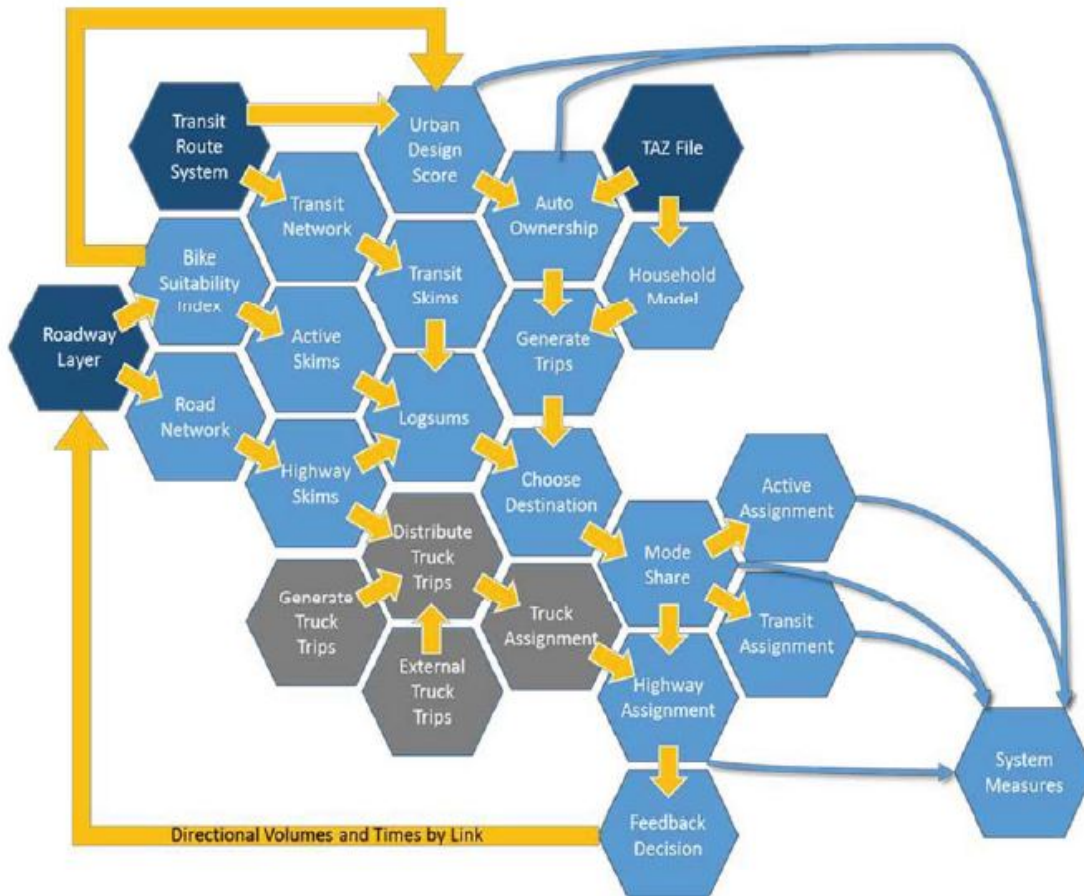 Transit
Route
System
Urban
Design
Score
TAZ File
Transit
Network
Auto
Ownership
Bike
Suitability
Index
Transit
Skims
Household
Model
Roadway
Layer
Active
Skims
Generate
Trips
Road
Network
Logsums
Highway
Skims
Choose
Destination
Active
Assignment
Distribute
Truck
Trips
Mode
Share
Generate
Truck
Trips
Truck
Assignment
Transit
Assignment
External
Truck
Trips
Highway
Assignment
System
Measures
Feedback
Decision
Directional Volumes and Times by Link